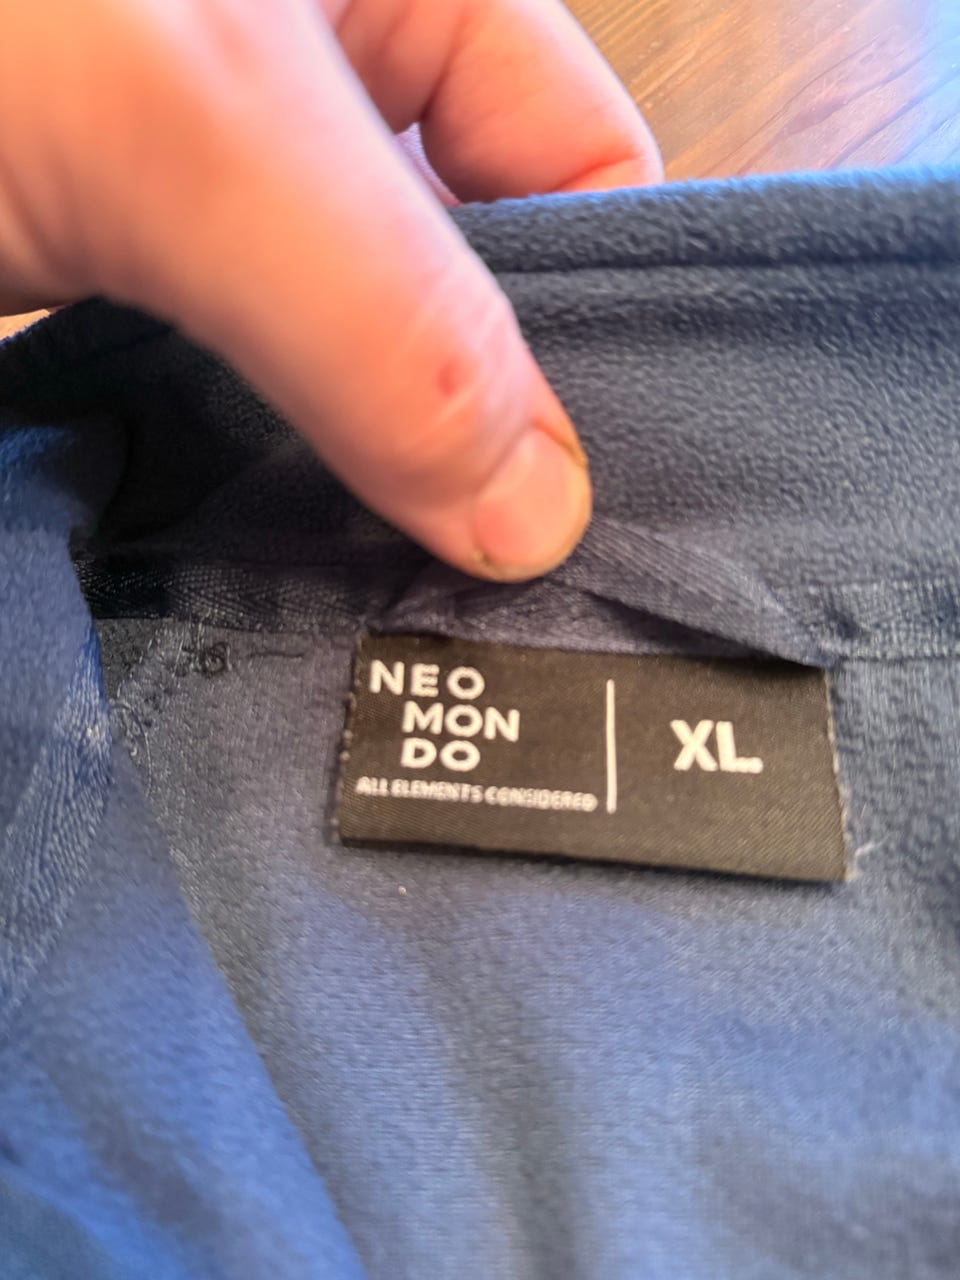 NEO
MON
DO
ALL ELEMENTS CONSIDERED
XL